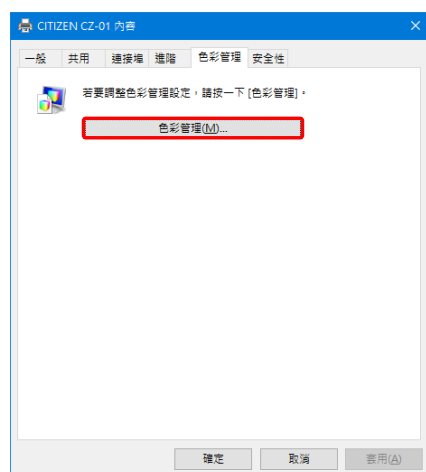 CITIZEN CZ-01 內容
一般 共用 連接埠 進階 色彩管理 安全性
若要調整色彩管理設定，請按一下 [色彩管理]。
色彩管理(M)...
確定 取消 套用(A)